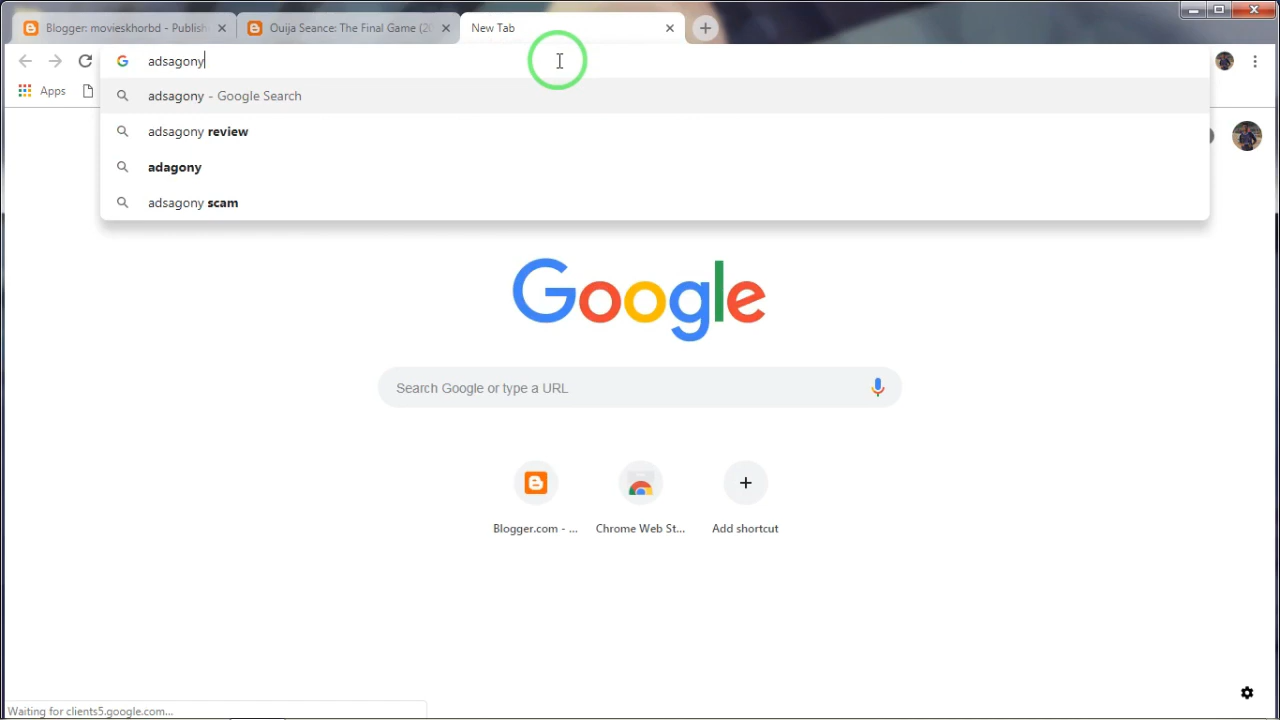 Blogger: movieskhorbd - Publish
Ouija Seance: The Final Game (20
New Tab
adsagony
adsagony - Google Search
adsagony review
adagony
adsagony scam
Apps
Google
Search Google or type a URL
Blogger.com - ...
Chrome Web St...
Add shortcut
Waiting for clients5.google.com...